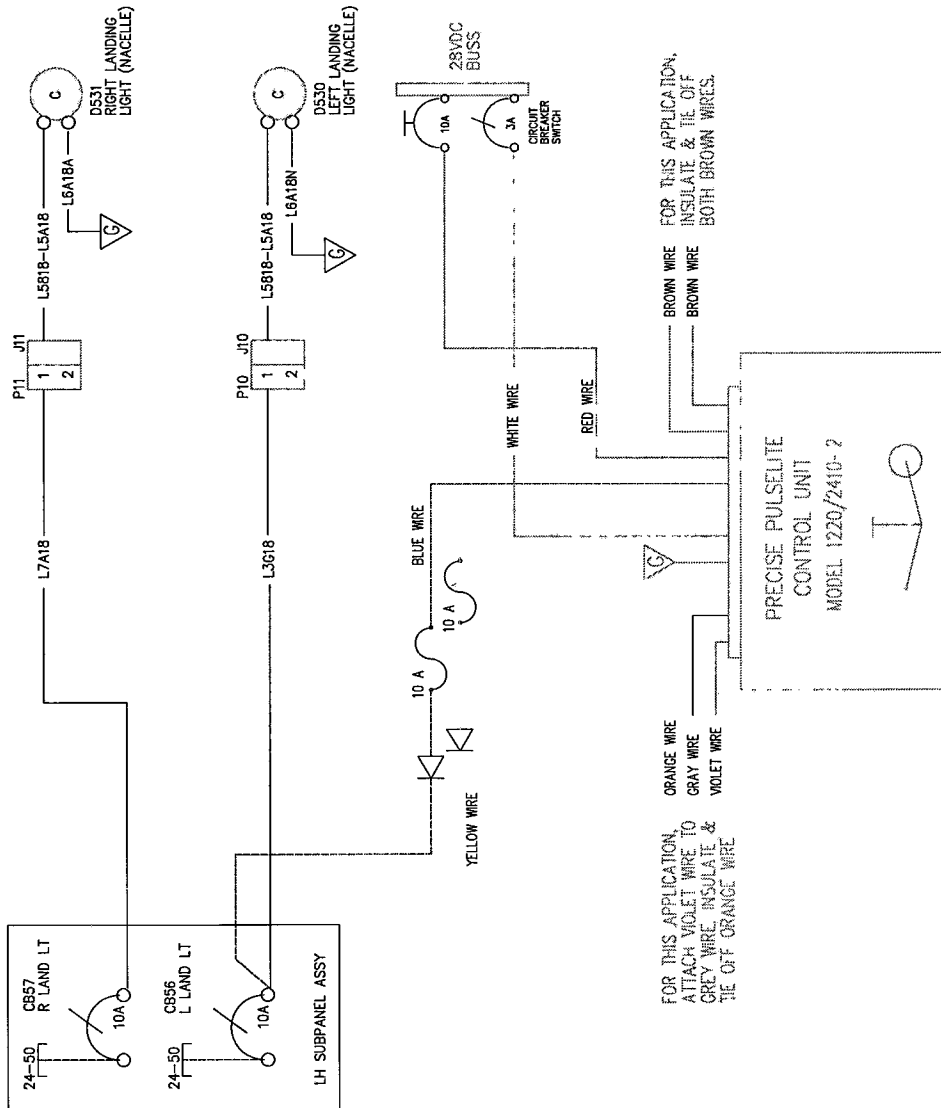 24-50
CB57
R LAND LT
10A
24-50
CB56
L LAND LT
10A
LH SUBPANEL ASSY
L7A18
P11
J11
1
2
L5818-L5A18
L6A18A
G
D531
RIGHT LANDING
LIGHT (NACELLE)
L3G18
P10
J10
1
2
L5818-L5A18
L6A18N
G
D530
LEFT LANDING
LIGHT (NACELLE)
YELLOW WIRE
10 A
10 A
BLUE WIRE
WHITE WIRE
RED WIRE
10A
3A
CIRCUIT
BREAKER
SWITCH
28VDC
BUSS
FOR THIS APPLICATION,
ATTACH VIOLET WIRE TO
GREY WIRE, INSULATE &
TIE OFF ORANGE WIRE
ORANGE WIRE
GRAY WIRE
VIOLET WIRE
G
BROWN WIRE
BROWN WIRE
FOR THIS APPLICATION,
INSULATE & TIE OFF
BOTH BROWN WIRES.
PRECISE PULSELITE
CONTROL UNIT
MODEL 1220/2410-2